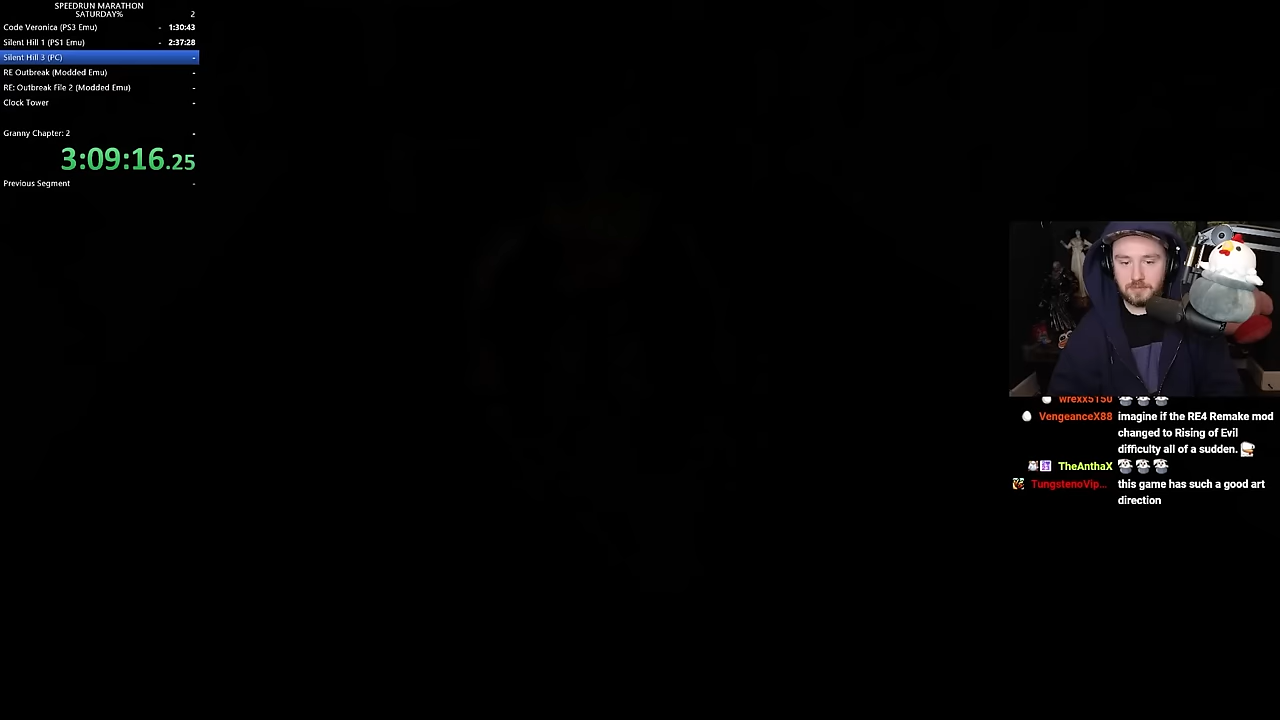 SPEEDRUN MARATHON
SATURDAY% 2
Code Veronica (PS3 Emu) - 1:30:43
Silent Hill 1 (PS1 Emu) - 2:37:28
Silent Hill 3 (PC) -
RE Outbreak (Modded Emu) -
RE: Outbreak File 2 (Modded Emu) -
Clock Tower -
Granny Chapter: 2 -
3:09:16.25
Previous Segment -
wrexx5150
VengeanceX88 imagine if the RE4 Remake mod
changed to Rising of Evil
difficulty all of a sudden.
TheAnthaX
TungstenoVip... this game has such a good art
direction